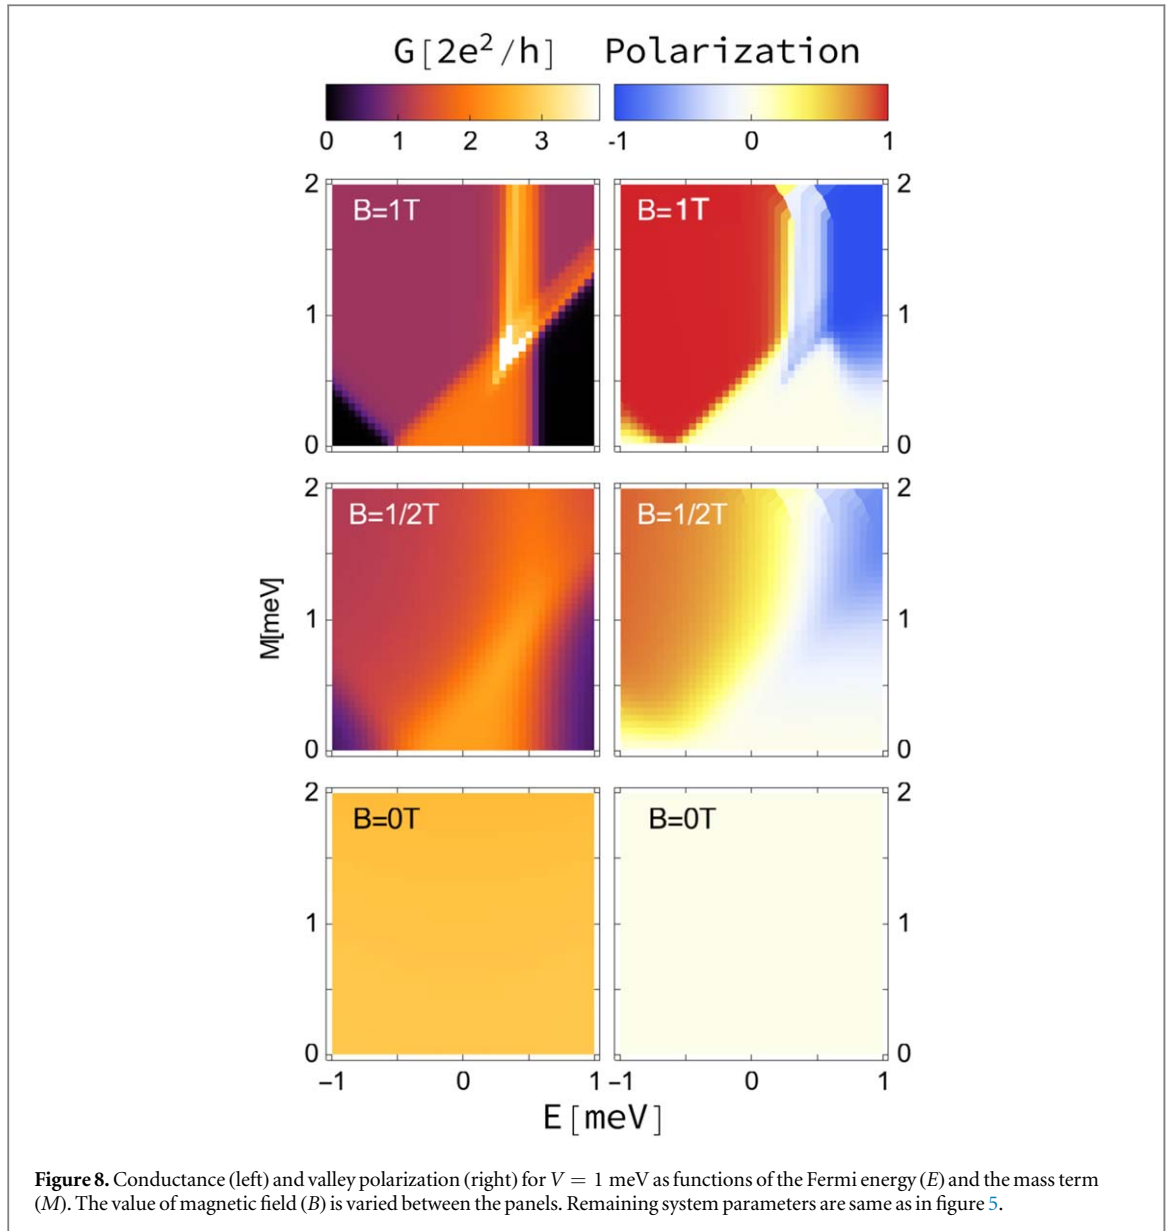 G[2e²/h] Polarization
0 1 2 3 -1 0 1
2 B=1T B=1T 2
1 1
0 0
2 B=1/2T B=1/2T 2
M[meV] 1 1
0 0
2 B=0T B=0T 2
1 1
0 0
−1 0 1 −1 0 1
E[meV]
Figure 8. Conductance (left) and valley polarization (right) for V = 1 meV as functions of the Fermi energy (E) and the mass term
(M). The value of magnetic field (B) is varied between the panels. Remaining system parameters are same as in figure 5.